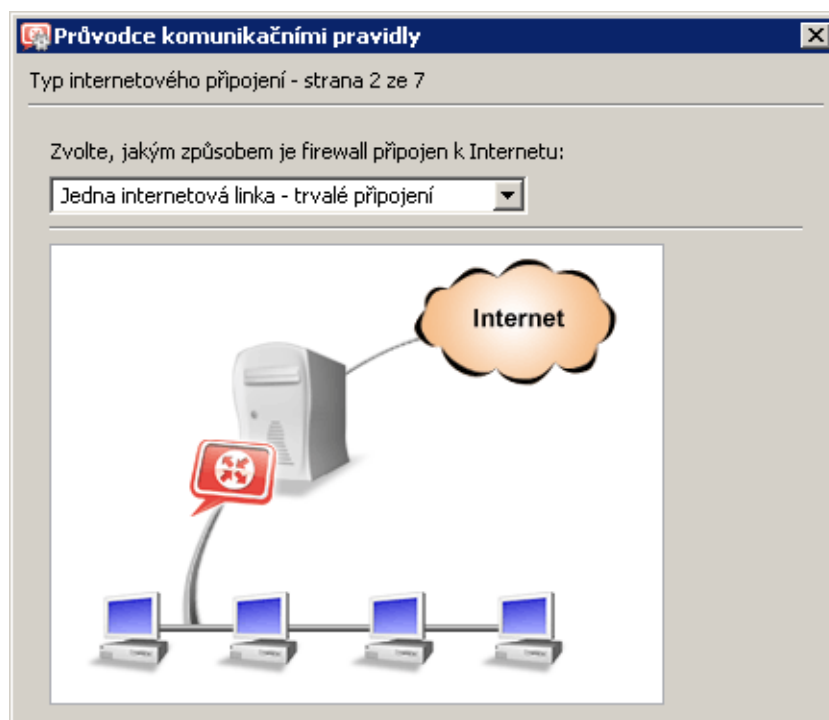 Průvodce komunikačními pravidly
Typ internetového připojení - strana 2 ze 7
Zvolte, jakým způsobem je firewall připojen k Internetu:
Jedna internetová linka - trvalé připojení
Internet